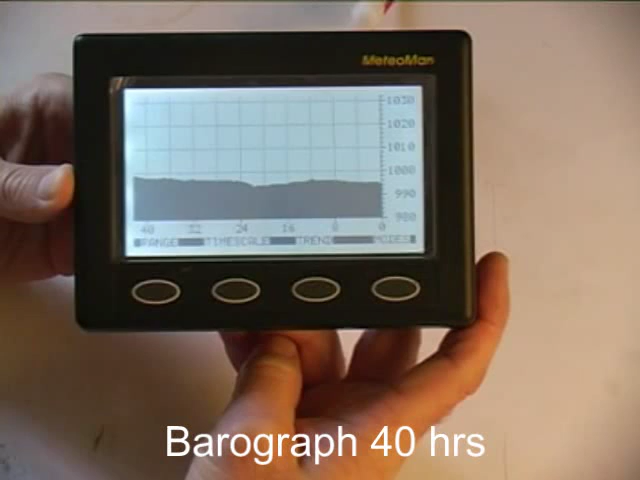 MeteoMan
1030
1020
1010
1000
990
980
40 32 24 16 8 0
RANGE TIMESCALE TREND MODES
Barograph 40 hrs